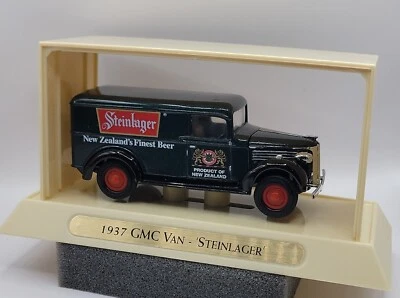 Steinlager
New Zealand's Finest Beer
PRODUCT OF
NEW ZEALAND
1937 GMC VAN - 'STEINLAGER'